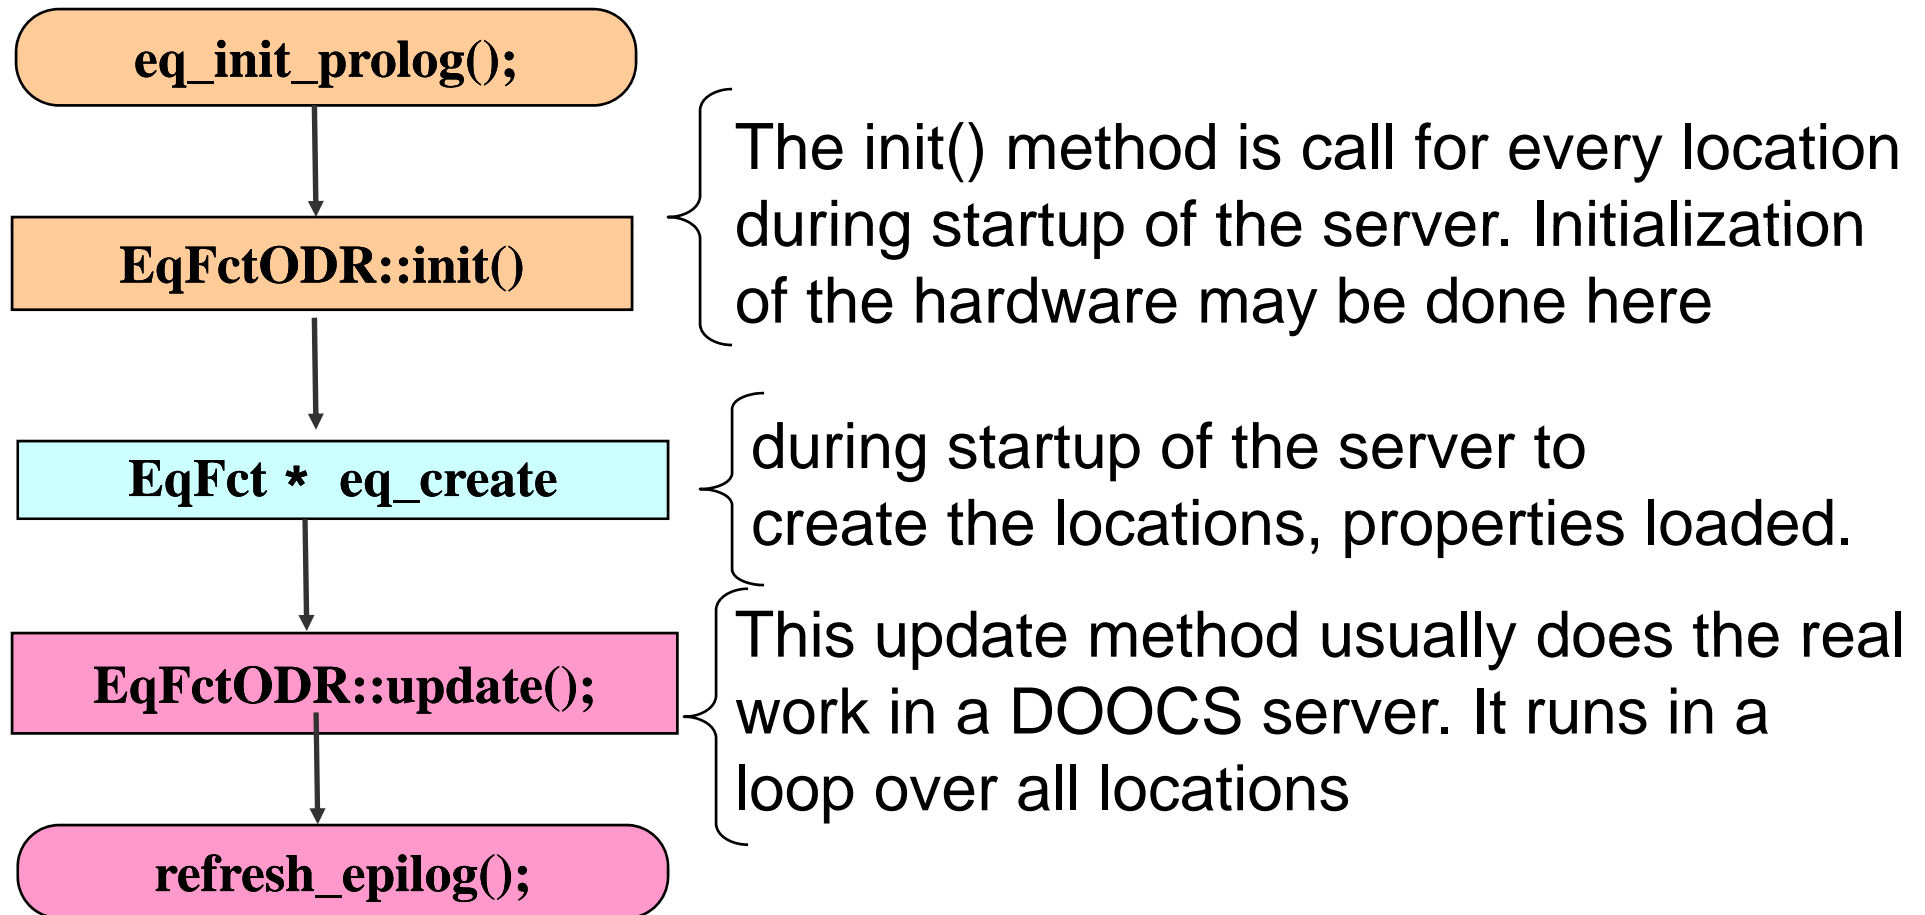 eq_init_prolog();
The init() method is call for every location
during startup of the server. Initialization
of the hardware may be done here
EqFctODR::init()
EqFct * eq_create
during startup of the server to
create the locations, properties loaded.
EqFctODR::update();
This update method usually does the real
work in a DOOCS server. It runs in a
loop over all locations
refresh_epilog();